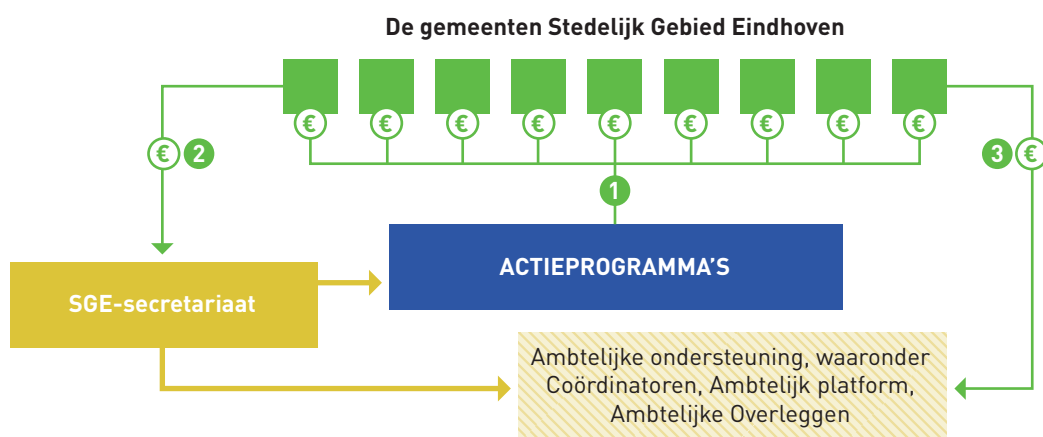 De gemeenten Stedelijk Gebied Eindhoven
€ € € € € € € € €
€ 2
3 €
1
ACTIEPROGRAMMA'S
SGE-secretariaat
Ambtelijke ondersteuning, waaronder
Coördinatoren, Ambtelijk platform,
Ambtelijke Overleggen